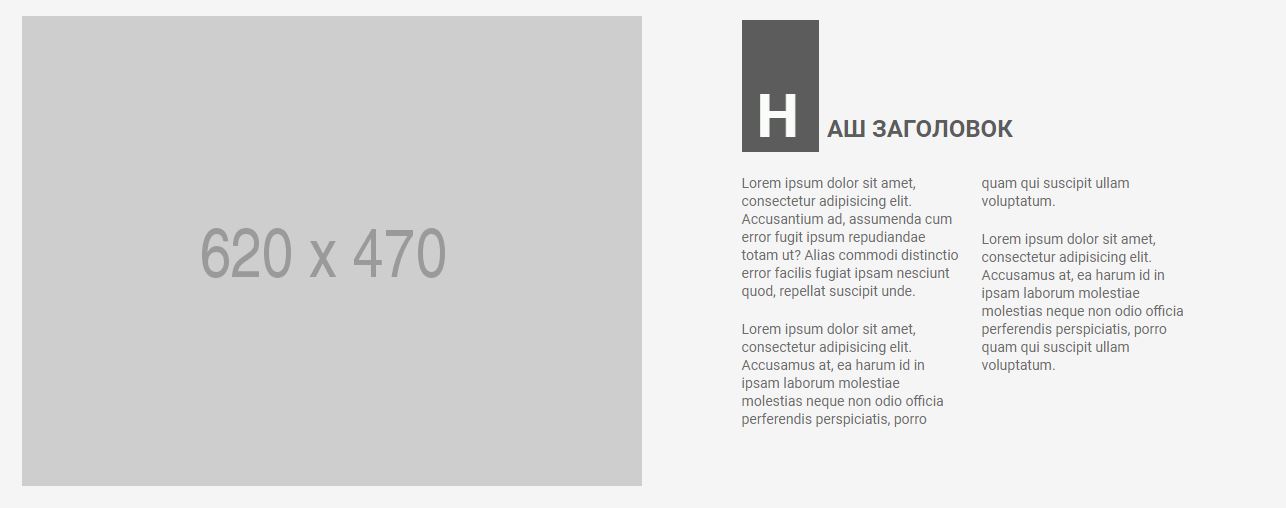 620 x 470
НАШ ЗАГОЛОВОК
Lorem ipsum dolor sit amet,
consectetur adipisicing elit.
Accusantium ad, assumenda cum
error fugit ipsum repudiandae
totam ut? Alias commodi distinctio
error facilis fugiat ipsam nesciunt
quod, repellat suscipit unde.
Lorem ipsum dolor sit amet,
consectetur adipisicing elit.
Accusamus at, ea harum id in
ipsam laborum molestiae
molestias neque non odio officia
perferendis perspiciatis, porro
quam qui suscipit ullam
voluptatum.
Lorem ipsum dolor sit amet,
consectetur adipisicing elit.
Accusamus at, ea harum id in
ipsam laborum molestiae
molestias neque non odio officia
perferendis perspiciatis, porro
quam qui suscipit ullam
voluptatum.